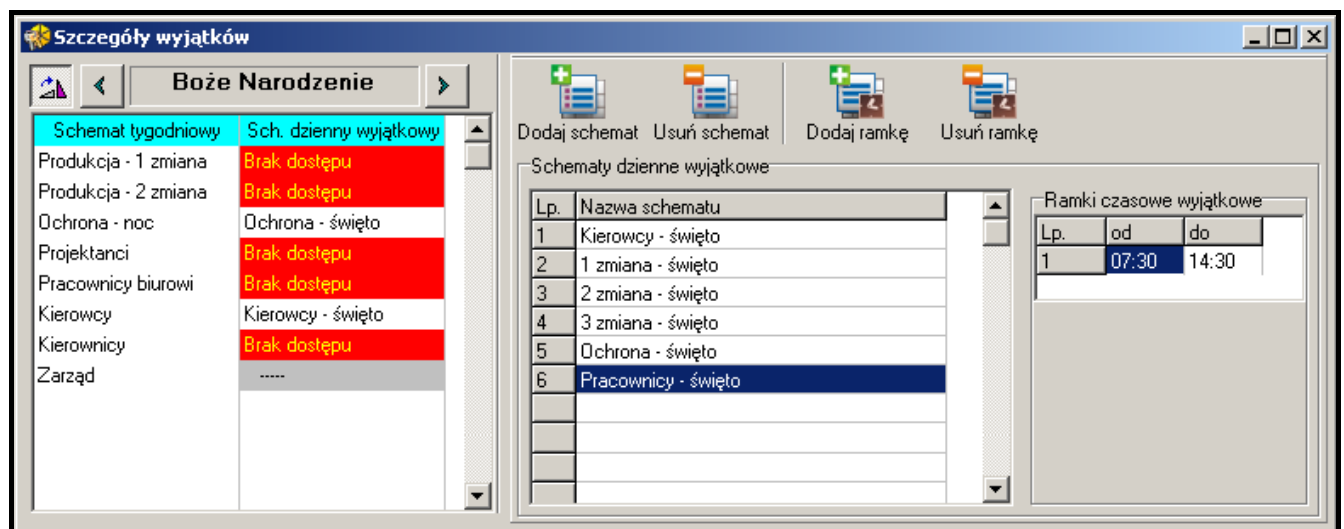 Szczegóły wyjątków
Boże Narodzenie
Schemat tygodniowy Sch. dzienny wyjątkowy
Produkcja - 1 zmiana Brak dostępu
Produkcja - 2 zmiana Brak dostępu
Ochrona - noc Ochrona - święto
Projektanci Brak dostępu
Pracownicy biurowi Brak dostępu
Kierowcy Kierowcy - święto
Kierownicy Brak dostępu
Zarząd -----
Dodaj schemat Usuń schemat Dodaj ramkę Usuń ramkę
Schematy dzienne wyjątkowe
Lp. Nazwa schematu
1 Kierowcy - święto
2 1 zmiana - święto
3 2 zmiana - święto
4 3 zmiana - święto
5 Ochrona - święto
6 Pracownicy - święto
Ramki czasowe wyjątkowe
Lp. od do
1 07:30 14:30